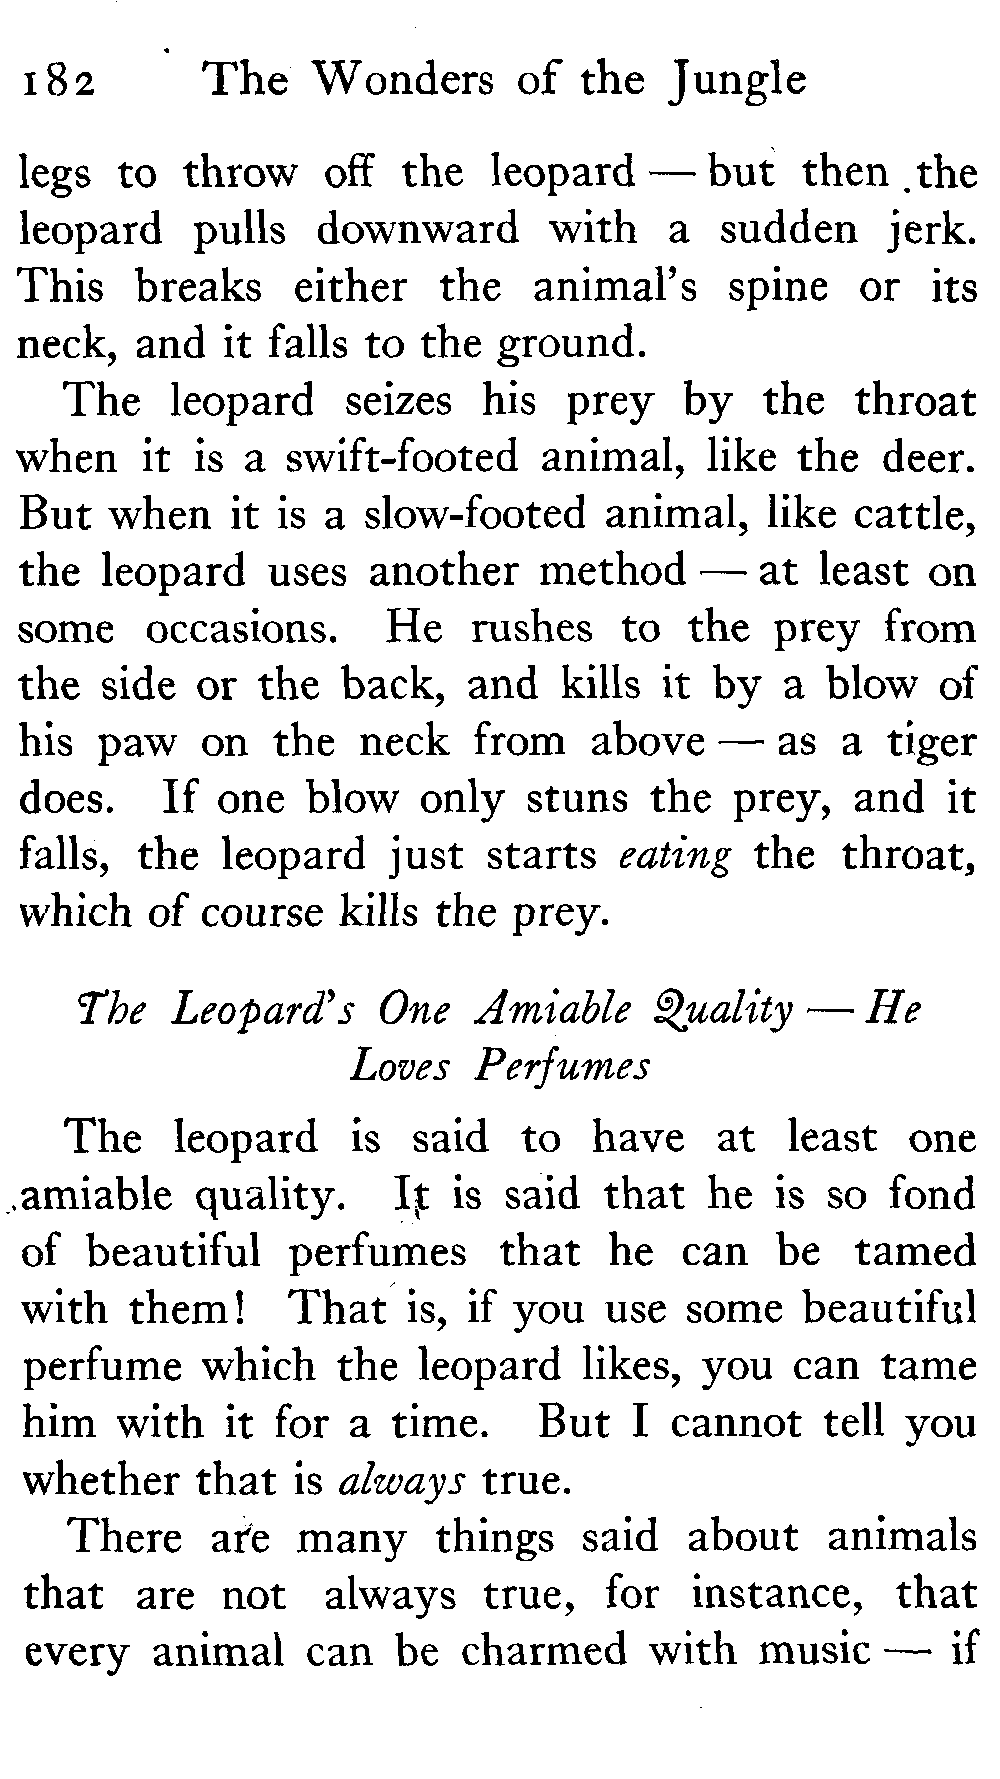 182 The Wonders of the Jungle
legs to throw off the leopard — but then the
leopard pulls downward with a sudden jerk.
This breaks either the animal's spine or its
neck, and it falls to the ground.
The leopard seizes his prey by the throat
when it is a swift-footed animal, like the deer.
But when it is a slow-footed animal, like cattle,
the leopard uses another method — at least on
some occasions. He rushes to the prey from
the side or the back, and kills it by a blow of
his paw on the neck from above — as a tiger
does. If one blow only stuns the prey, and it
falls, the leopard just starts eating the throat,
which of course kills the prey.
The Leopard's One Amiable Quality — He
Loves Perfumes
The leopard is said to have at least one
amiable quality. It is said that he is so fond
of beautiful perfumes that he can be tamed
with them! That is, if you use some beautiful
perfume which the leopard likes, you can tame
him with it for a time. But I cannot tell you
whether that is always true.
There are many things said about animals
that are not always true, for instance, that
every animal can be charmed with music — if